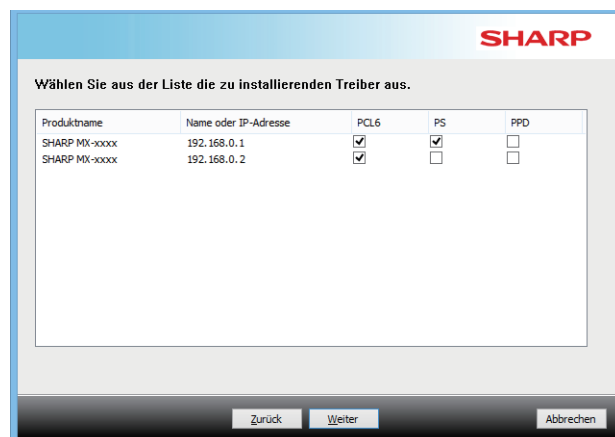 SHARP
Wählen Sie aus der Liste die zu installierenden Treiber aus.
Produktname Name oder IP-Adresse PCL6 PS PPD
SHARP MX-xxxx 192.168.0.1
SHARP MX-xxxx 192.168.0.2
Zurück Weiter Abbrechen